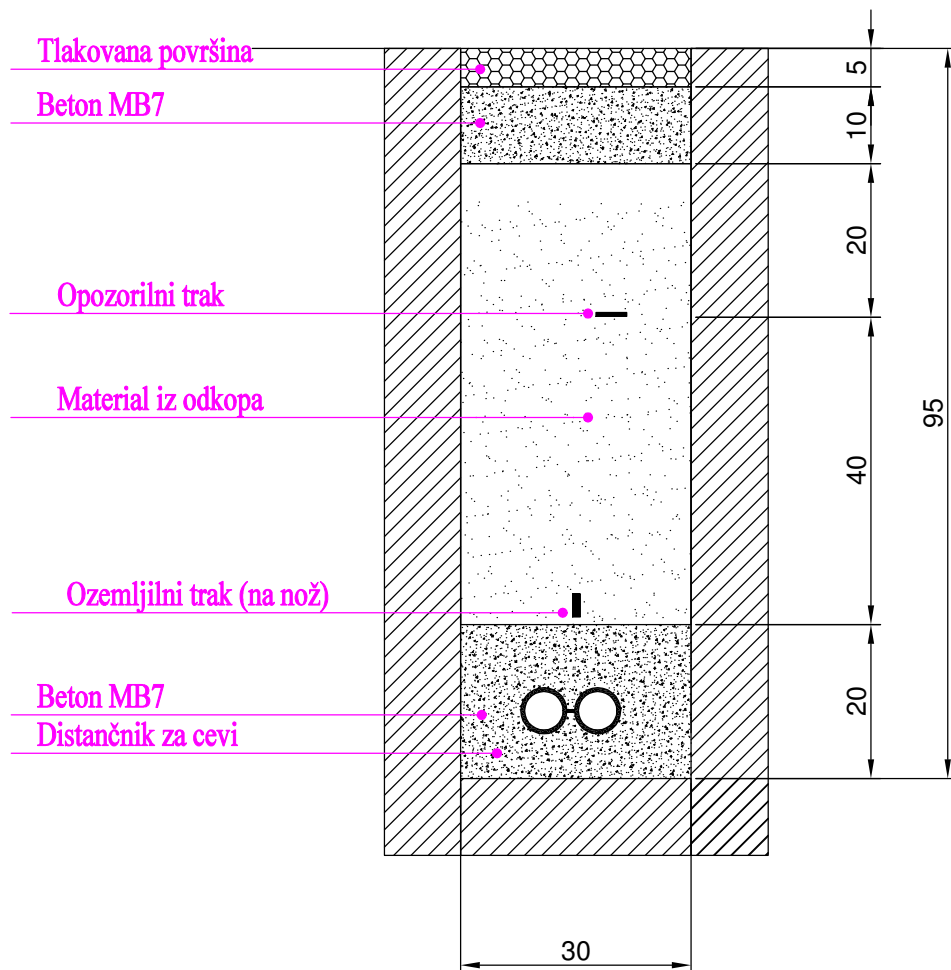 Tlakovana površina
5
Beton MB7
10
20
Opozorilni trak
Material iz odkopa
95
40
Ozemljilni trak (na nož)
Beton MB7
20
Distančnik za cevi
30